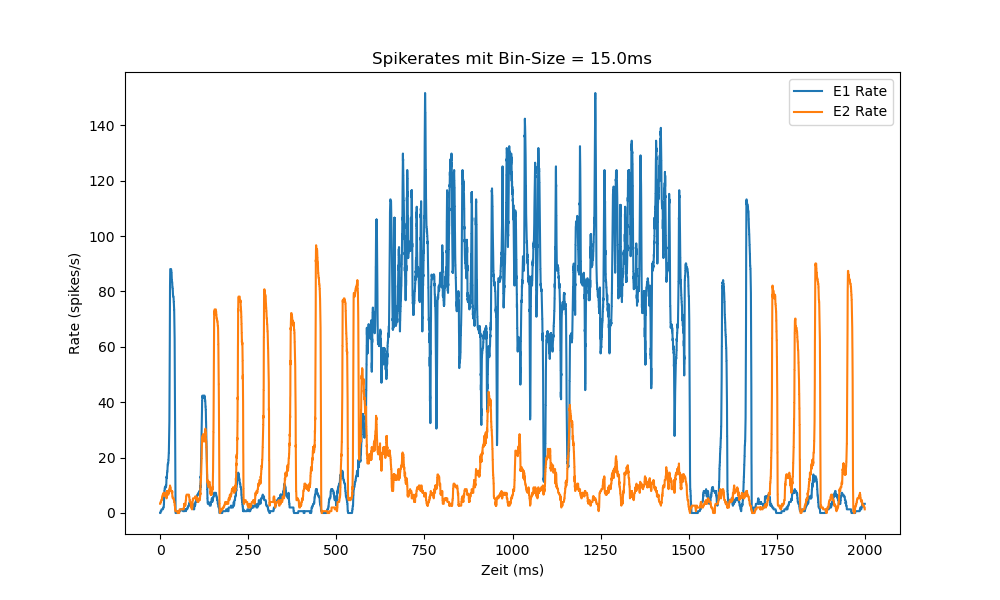 Spikerates mit Bin-Size = 15.0ms
E1 Rate
E2 Rate
140
120
100
80
60
40
20
0
Rate (spikes/s)
0 250 500 750 1000 1250 1500 1750 2000
Zeit (ms)